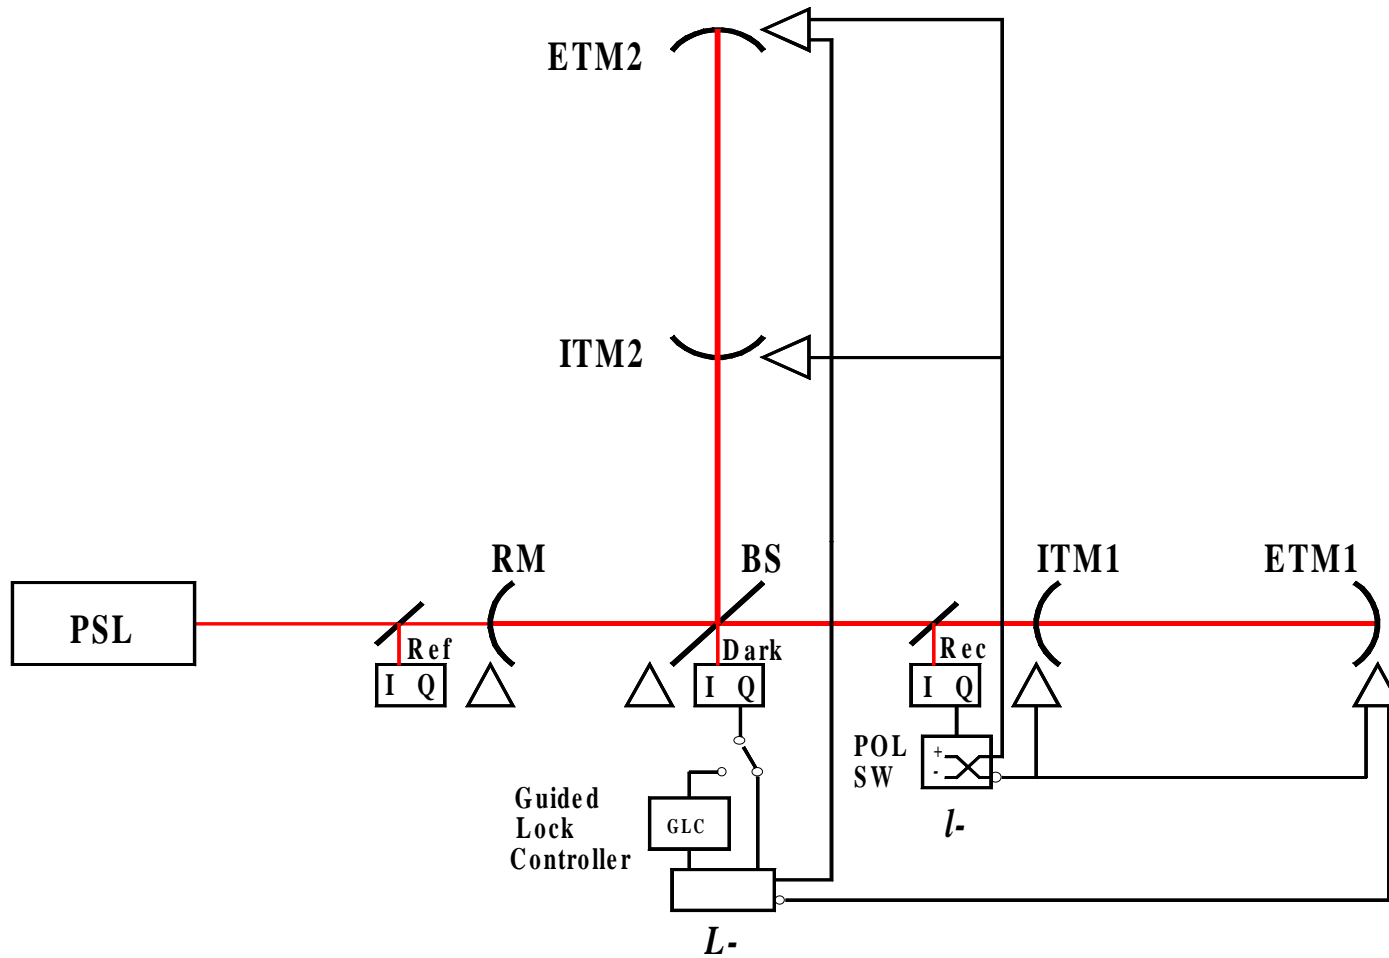 ETM2
ITM2
RM
BS
ITM1
ETM1
PSL
Ref
Dark
Rec
I Q
I Q
I Q
POL
SW
+
-
l-
Guided
Lock
Controller
GLC
L-